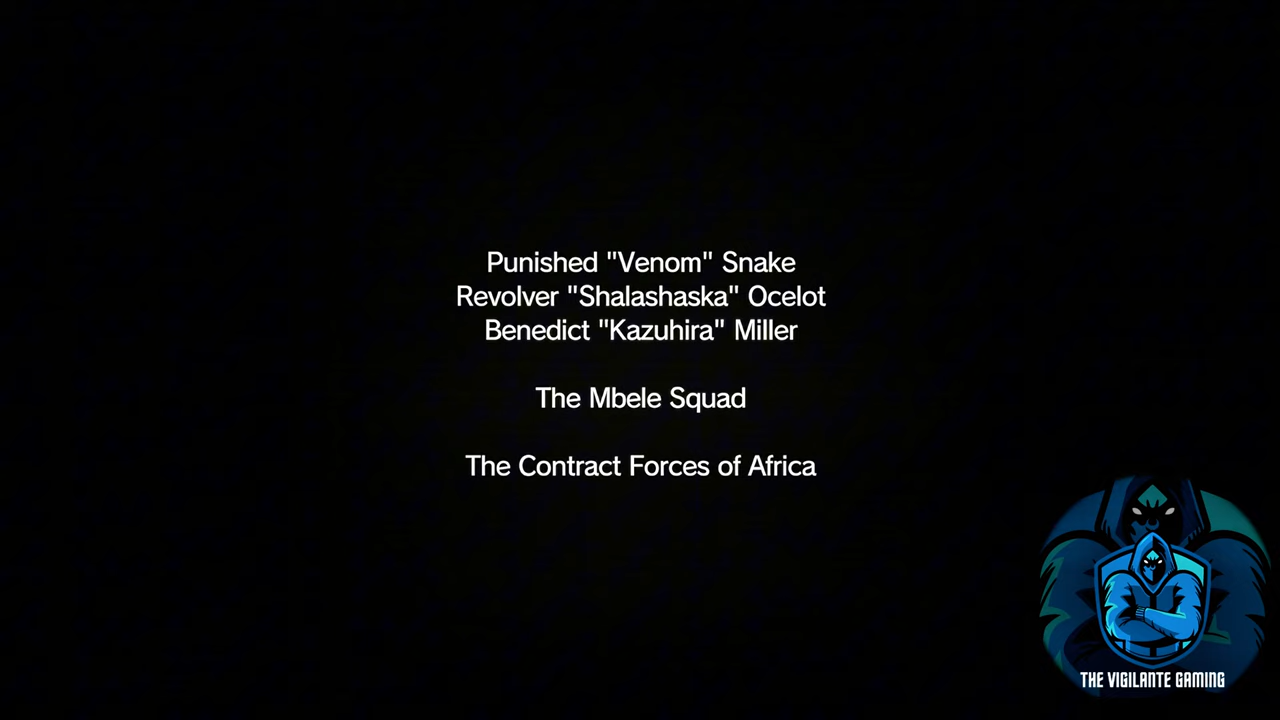 Punished "Venom" Snake
Revolver "Shalashaska" Ocelot
Benedict "Kazuhira" Miller
The Mbele Squad
The Contract Forces of Africa
THE VIGILANTE GAMING